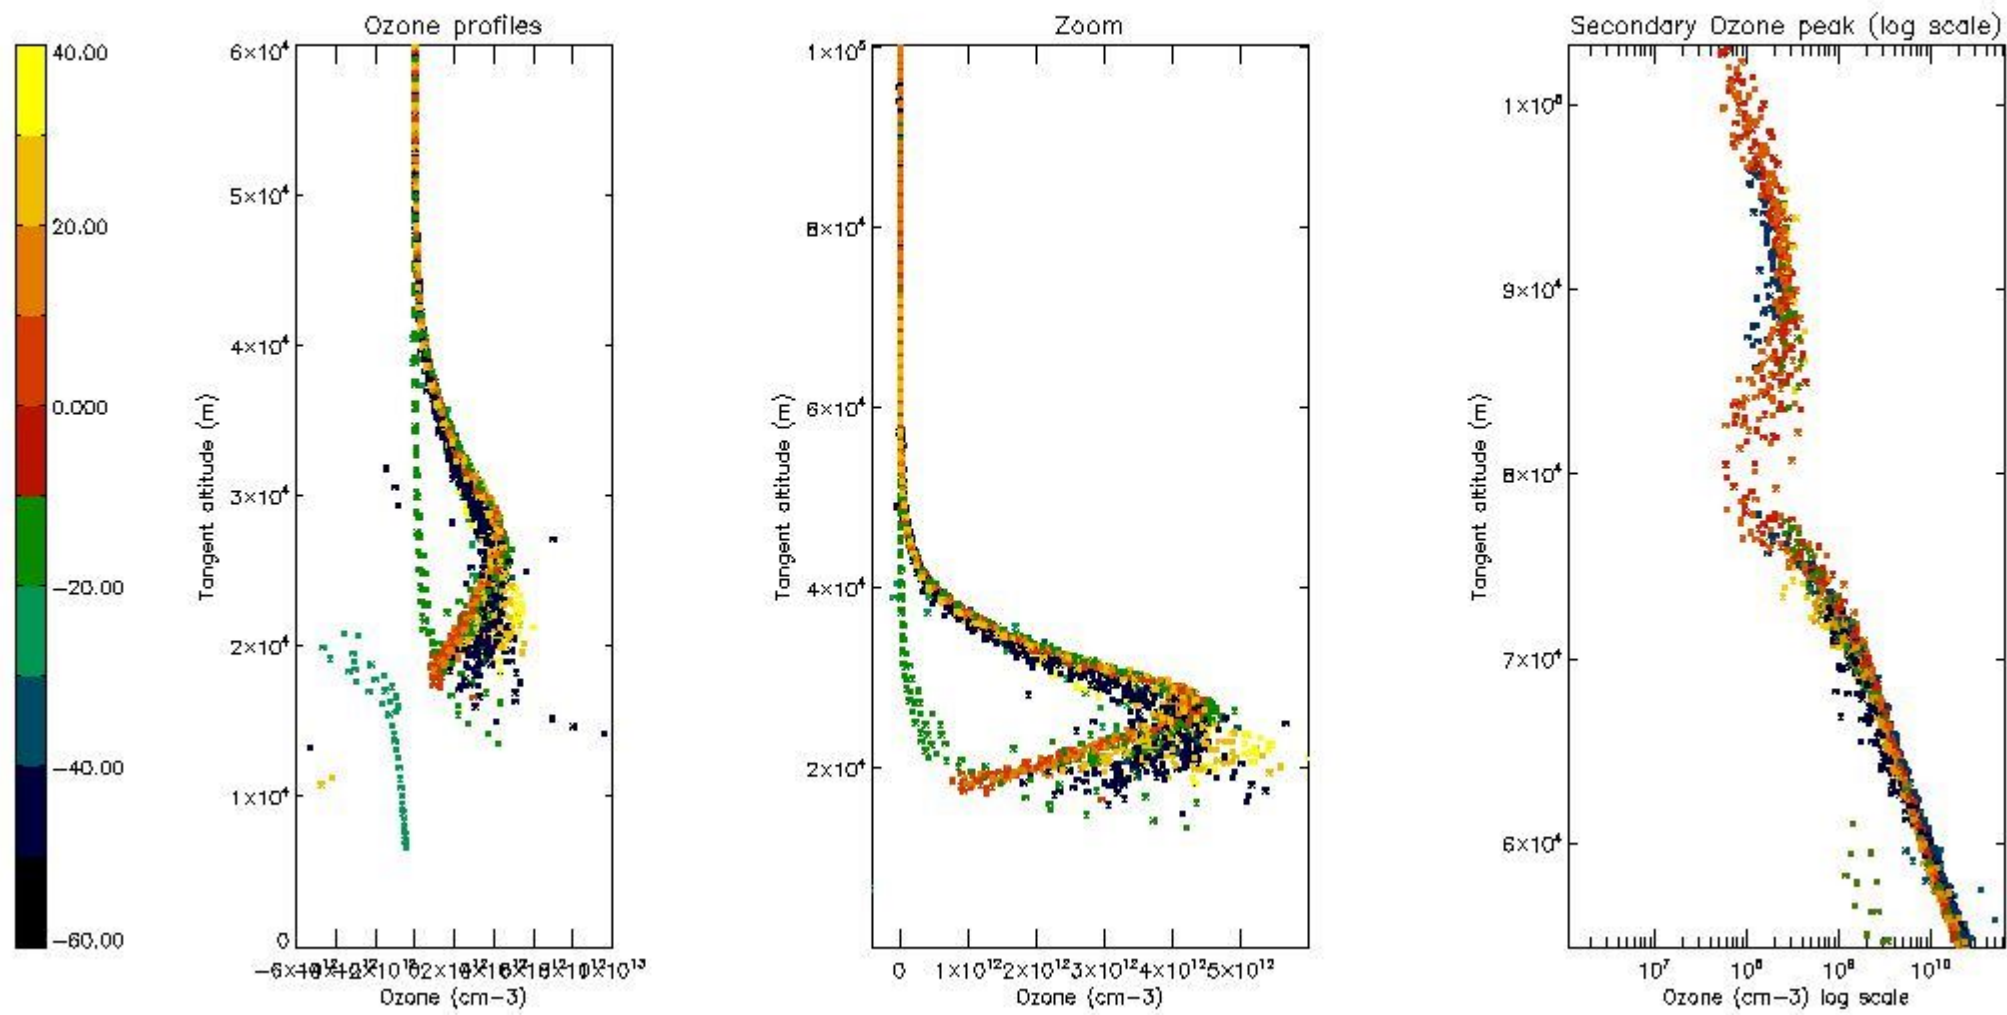 Ozone profiles
Zoom
Secondary Ozone peak (log scale)
40.00
20.00
0.000
-20.00
-40.00
-60.00
6×10⁴
5×10⁴
4×10⁴
3×10⁴
2×10⁴
1×10⁴
0
Tangent altitude (m)
Ozone (cm-3)
1×10⁵
8×10⁴
6×10⁴
4×10⁴
2×10⁴
Tangent altitude (m)
0 1×10¹² 2×10¹² 3×10¹² 4×10¹² 5×10¹²
Ozone (cm-3)
9×10⁴
8×10⁴
7×10⁴
6×10⁴
Tangent altitude (m)
10⁷ 10⁸ 10⁹ 10¹⁰
Ozone (cm-3) log scale